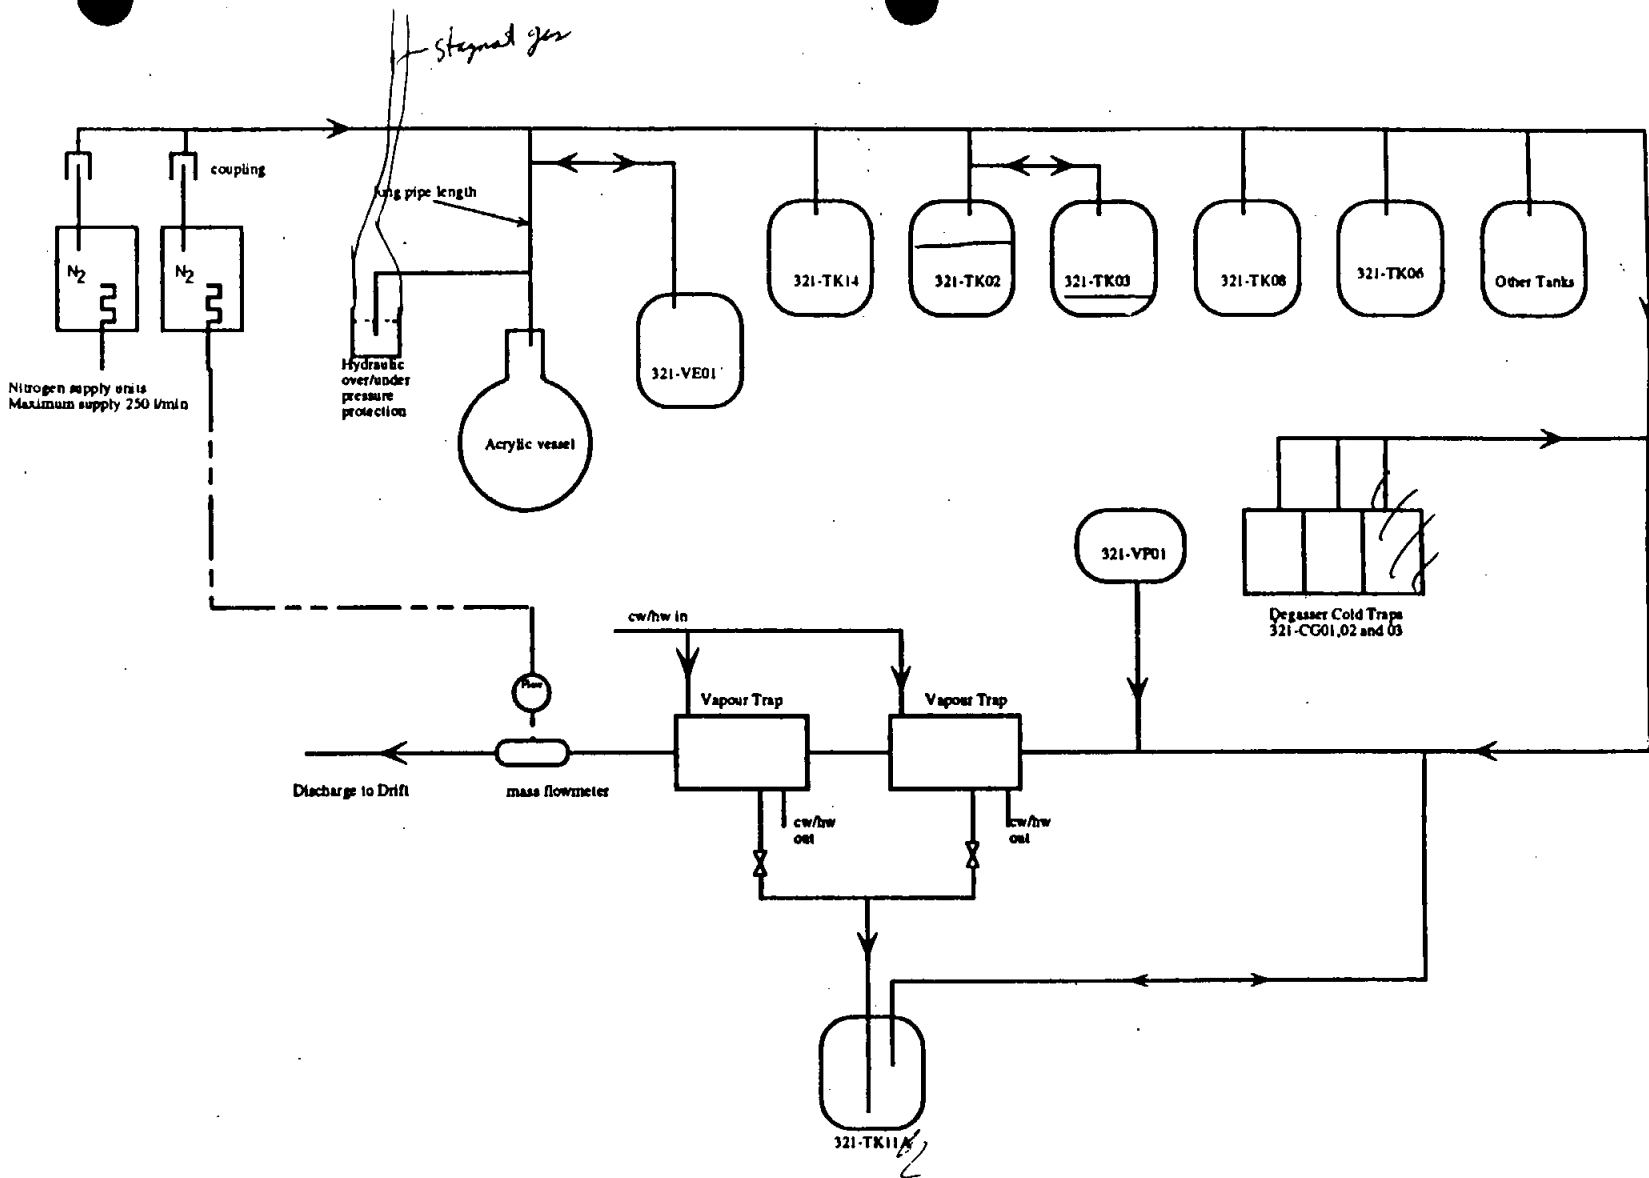 stagnat gas
coupling
long pipe length
N2
N2
321-TK14
321-TK02
321-TK03
321-TK08
321-TK06
Other Tanks
Nitrogen supply units
Maximum supply 250 l/min
Hydraulic
over/under
pressure
protection
321-VE01
Acrylic vessel
321-VP01
Degasser Cold Traps
321-CG01,02 and 03
cw/hw in
Flow
Vapour Trap
Vapour Trap
Discharge to Drift
mass flowmeter
cw/hw
out
cw/hw
out
321-TK11A
2